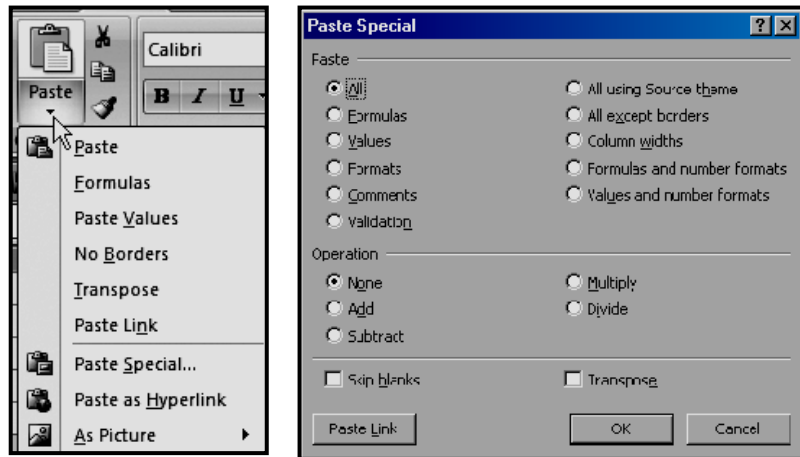 Calibri
Paste
B I U
Paste
Formulas
Paste Values
No Borders
Transpose
Paste Link
Paste Special...
Paste as Hyperlink
As Picture
Paste Special
Paste
All
Formulas
Values
Formats
Comments
Validation
All using Source theme
All except borders
Column widths
Formulas and number formats
Values and number formats
Operation
None
Add
Subtract
Multiply
Divide
Skip blanks
Transpose
Paste Link
OK
Cancel